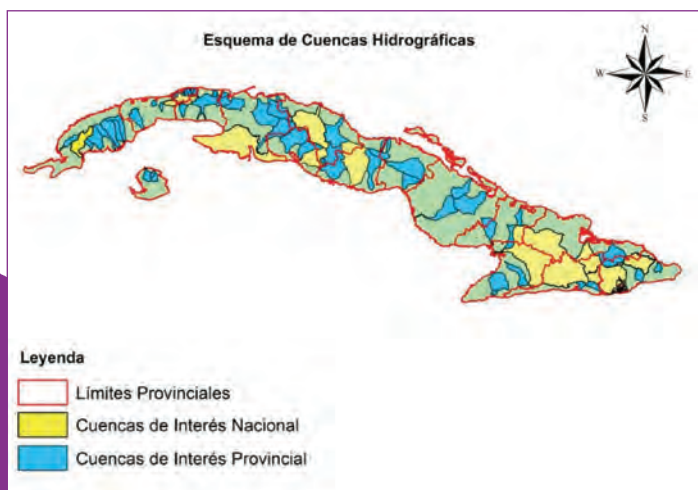 Esquema de Cuencas Hidrográficas
N
W
E
S
Leyenda
Límites Provinciales
Cuencas de Interés Nacional
Cuencas de Interés Provincial